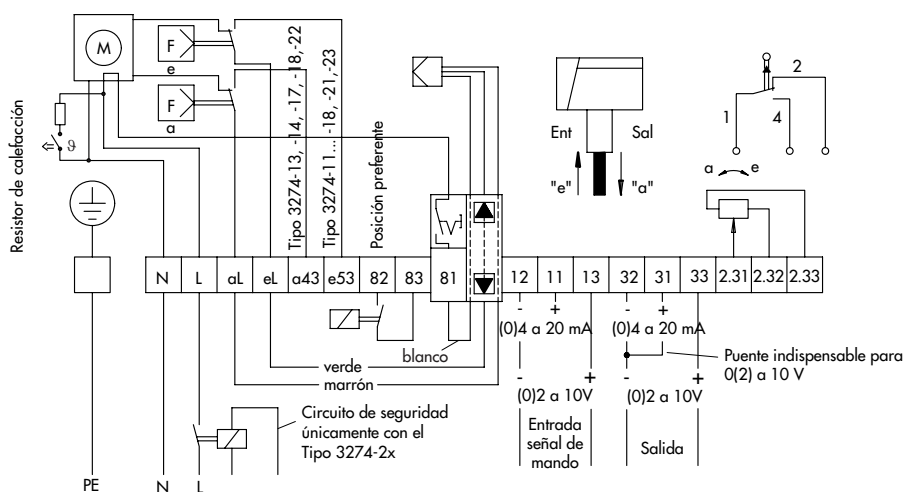 M
F
e
F
a
Resistor de calefacción
ϑ
Tipo 3274-13, -14, -17, -18,-22
Tipo 3274-11... -18, -21,-23
Posición preferente
Ent
Sal
"e"
"a"
1
2
4
a
e
N
L
aL
eL
a43
e53
82
83
81
12
11
13
32
31
33
2.31
2.32
2.33
- +
(0)4 a 20 mA
- +
(0)4 a 20 mA
blanco
verde
marrón
Puente indispensable para
0(2) a 10 V
- +
(0)2 a 10V
- +
(0)2 a 10V
Circuito de seguridad
únicamente con el
Tipo 3274-2x
Entrada
señal de
mando
Salida
PE
N
L